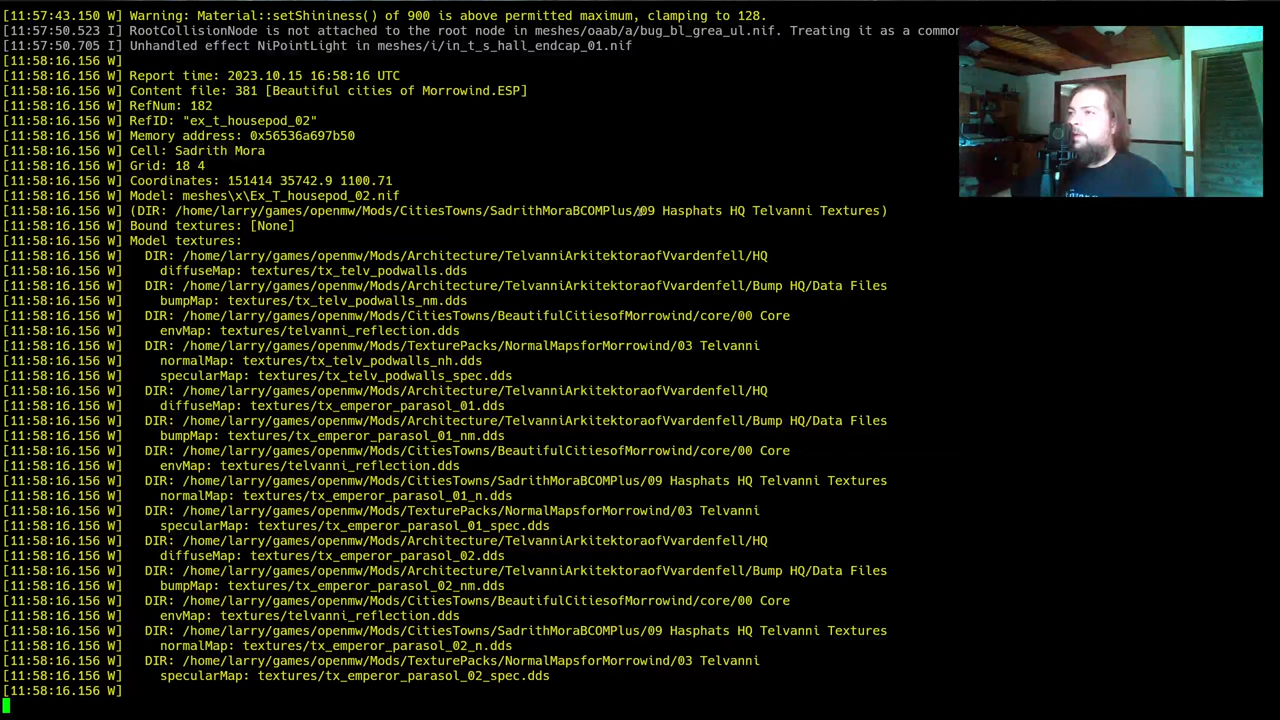 [11:57:43.150 W] Warning: Material::setShininess() of 900 is above permitted maximum, clamping to 128.
[11:57:50.523 I] RootCollisionNode is not attached to the root node in meshes/oaab/a/bug_bl_grea_ul.nif. Treating it as a common
[11:57:50.705 I] Unhandled effect NiPointLight in meshes/i/in_t_s_hall_endcap_01.nif
[11:58:16.156 W]
[11:58:16.156 W] Report time: 2023.10.15 16:58:16 UTC
[11:58:16.156 W] Content file: 381 [Beautiful cities of Morrowind.ESP]
[11:58:16.156 W] RefNum: 182
[11:58:16.156 W] RefID: "ex_t_housepod_02"
[11:58:16.156 W] Memory address: 0x56536a697b50
[11:58:16.156 W] Cell: Sadrith Mora
[11:58:16.156 W] Grid: 18 4
[11:58:16.156 W] Coordinates: 151414 35742.9 1100.71
[11:58:16.156 W] Model: meshes\x\Ex_T_housepod_02.nif
[11:58:16.156 W] (DIR: /home/larry/games/openmw/Mods/CitiesTowns/SadrithMoraBCOMPlus/09 Hasphats HQ Telvanni Textures)
[11:58:16.156 W] Bound textures: [None]
[11:58:16.156 W] Model textures:
[11:58:16.156 W] DIR: /home/larry/games/openmw/Mods/Architecture/TelvanniArkitektoraofVvardenfell/HQ
[11:58:16.156 W] diffuseMap: textures/tx_telv_podwalls.dds
[11:58:16.156 W] DIR: /home/larry/games/openmw/Mods/Architecture/TelvanniArkitektoraofVvardenfell/Bump HQ/Data Files
[11:58:16.156 W] bumpMap: textures/tx_telv_podwalls_nm.dds
[11:58:16.156 W] DIR: /home/larry/games/openmw/Mods/CitiesTowns/BeautifulCitiesofMorrowind/core/00 Core
[11:58:16.156 W] envMap: textures/telvanni_reflection.dds
[11:58:16.156 W] DIR: /home/larry/games/openmw/Mods/TexturePacks/NormalMapsforMorrowind/03 Telvanni
[11:58:16.156 W] normalMap: textures/tx_telv_podwalls_nh.dds
[11:58:16.156 W] specularMap: textures/tx_telv_podwalls_spec.dds
[11:58:16.156 W] DIR: /home/larry/games/openmw/Mods/Architecture/TelvanniArkitektoraofVvardenfell/HQ
[11:58:16.156 W] diffuseMap: textures/tx_emperor_parasol_01.dds
[11:58:16.156 W] DIR: /home/larry/games/openmw/Mods/Architecture/TelvanniArkitektoraofVvardenfell/Bump HQ/Data Files
[11:58:16.156 W] bumpMap: textures/tx_emperor_parasol_01_nm.dds
[11:58:16.156 W] DIR: /home/larry/games/openmw/Mods/CitiesTowns/BeautifulCitiesofMorrowind/core/00 Core
[11:58:16.156 W] envMap: textures/telvanni_reflection.dds
[11:58:16.156 W] DIR: /home/larry/games/openmw/Mods/CitiesTowns/SadrithMoraBCOMPlus/09 Hasphats HQ Telvanni Textures
[11:58:16.156 W] normalMap: textures/tx_emperor_parasol_01_n.dds
[11:58:16.156 W] DIR: /home/larry/games/openmw/Mods/TexturePacks/NormalMapsforMorrowind/03 Telvanni
[11:58:16.156 W] specularMap: textures/tx_emperor_parasol_01_spec.dds
[11:58:16.156 W] DIR: /home/larry/games/openmw/Mods/Architecture/TelvanniArkitektoraofVvardenfell/HQ
[11:58:16.156 W] diffuseMap: textures/tx_emperor_parasol_02.dds
[11:58:16.156 W] DIR: /home/larry/games/openmw/Mods/Architecture/TelvanniArkitektoraofVvardenfell/Bump HQ/Data Files
[11:58:16.156 W] bumpMap: textures/tx_emperor_parasol_02_nm.dds
[11:58:16.156 W] DIR: /home/larry/games/openmw/Mods/CitiesTowns/BeautifulCitiesofMorrowind/core/00 Core
[11:58:16.156 W] envMap: textures/telvanni_reflection.dds
[11:58:16.156 W] DIR: /home/larry/games/openmw/Mods/CitiesTowns/SadrithMoraBCOMPlus/09 Hasphats HQ Telvanni Textures
[11:58:16.156 W] normalMap: textures/tx_emperor_parasol_02_n.dds
[11:58:16.156 W] DIR: /home/larry/games/openmw/Mods/TexturePacks/NormalMapsforMorrowind/03 Telvanni
[11:58:16.156 W] specularMap: textures/tx_emperor_parasol_02_spec.dds
[11:58:16.156 W]